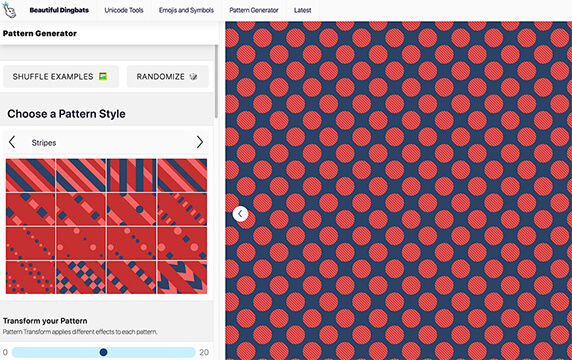 Beautiful Dingbats Unicode Tools Emojis and Symbols Pattern Generator Latest
Pattern Generator
SHUFFLE EXAMPLES RANDOMIZE
Choose a Pattern Style
Stripes
Transform your Pattern
Pattern Transform applies different effects to each pattern.
0 20